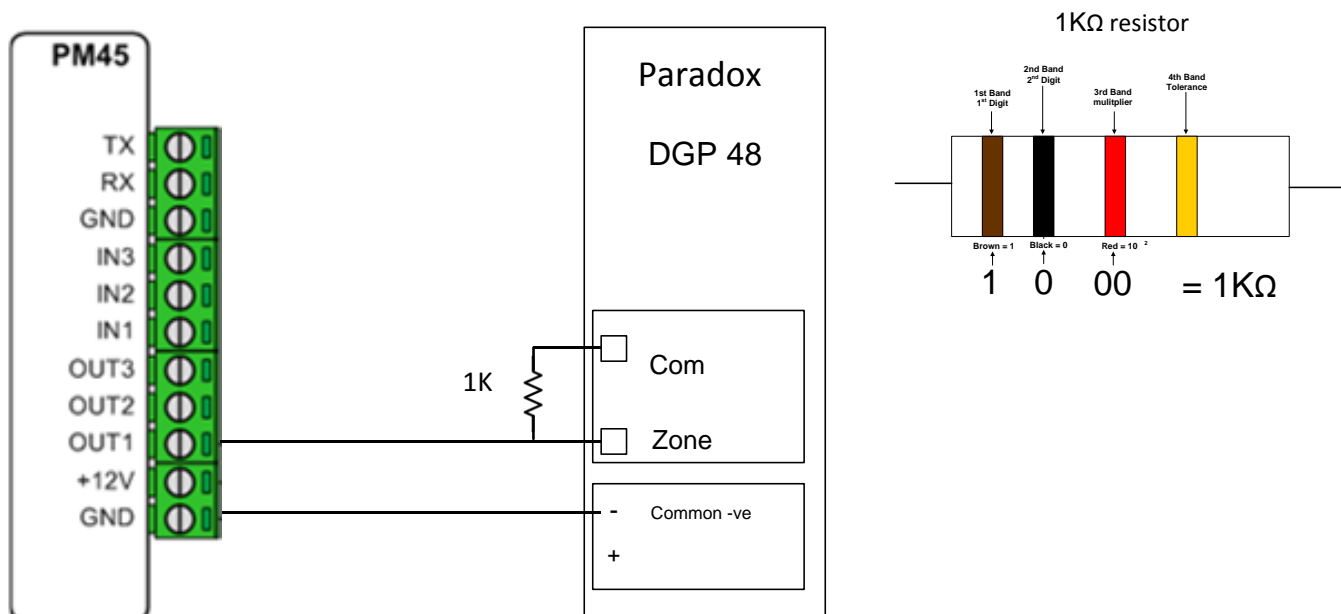 PM45
TX
RX
GND
IN3
IN2
IN1
OUT3
OUT2
OUT1
+12V
GND
1K
Paradox
DGP 48
Com
Zone
- Common -ve
+
1KΩ resistor
1st Band
1st Digit
2nd Band
2nd Digit
3rd Band
mulitplier
4th Band
Tolerance
Brown = 1
Black = 0
Red = 10 2
1 0 00 = 1KΩ